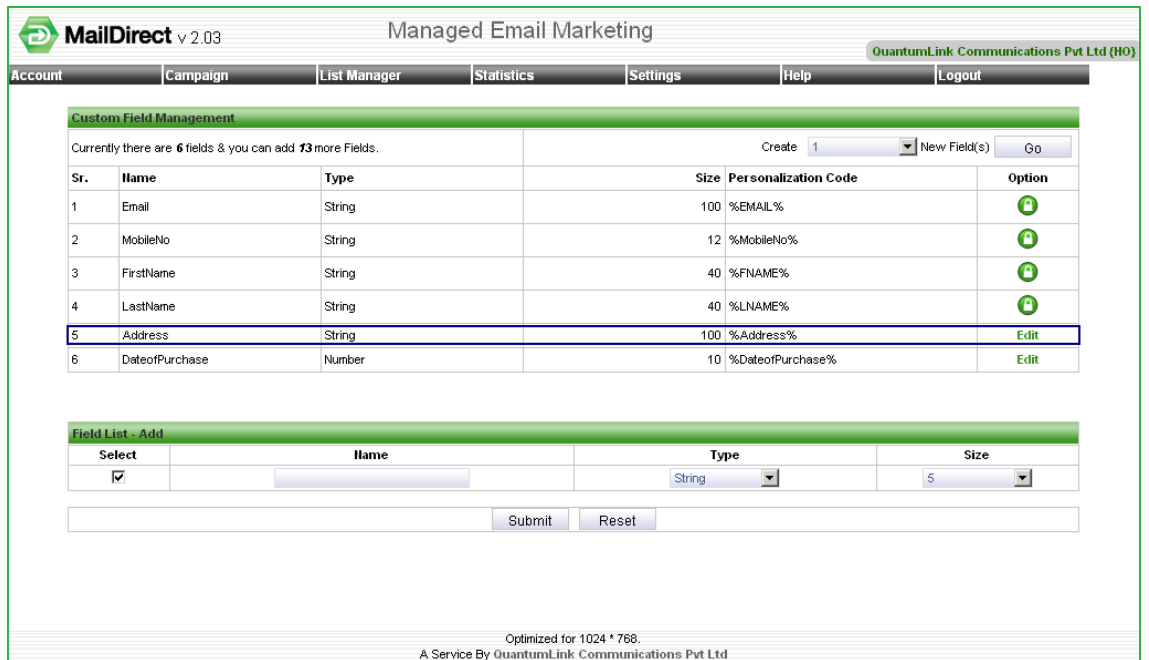 MailDirect v 2.03
Managed Email Marketing
QuantumLink Communications Pvt Ltd (HO)
Account Campaign List Manager Statistics Settings Help Logout
Custom Field Management
Currently there are 6 fields & you can add 13 more Fields. Create 1 New Field(s) Go
Sr. Name Type Size Personalization Code Option
1 Email String 100 %EMAIL%
2 MobileNo String 12 %MobileNo%
3 FirstName String 40 %FNAME%
4 LastName String 40 %LNAME%
5 Address String 100 %Address% Edit
6 DateofPurchase Number 10 %DateofPurchase% Edit
Field List - Add
Select Name Type Size
String 5
Submit Reset
Optimized for 1024 * 768.
A Service By QuantumLink Communications Pvt Ltd